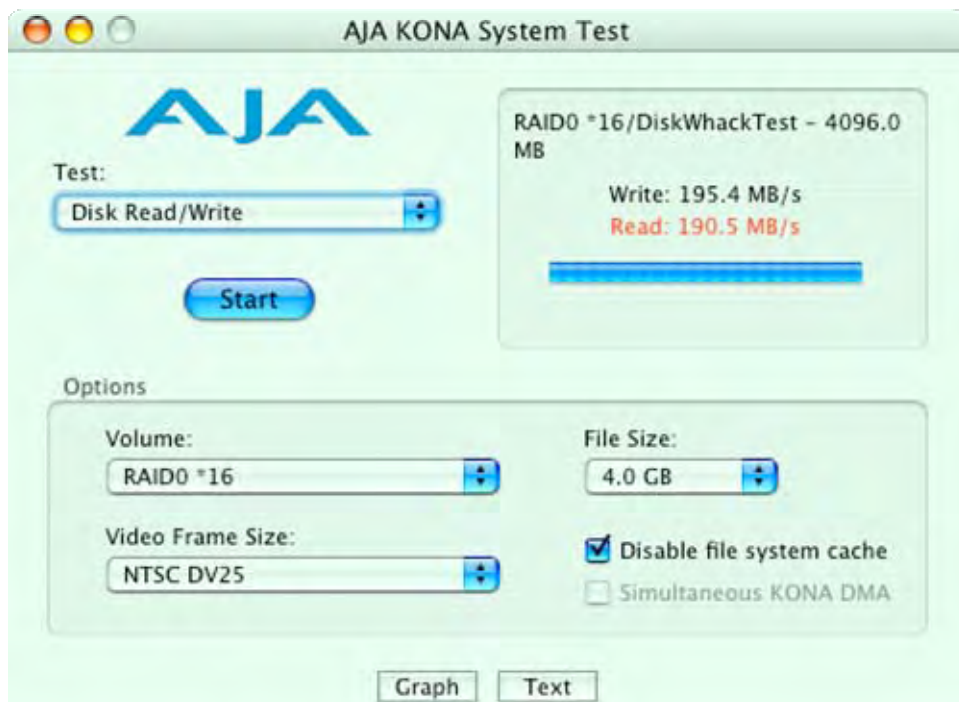 AJA KONA System Test
AJA
Test:
Disk Read/Write
Start
RAID0 *16/DiskWhackTest - 4096.0
MB
Write: 195.4 MB/s
Read: 190.5 MB/s
Options
Volume:
RAID0 *16
File Size:
4.0 GB
Video Frame Size:
NTSC DV25
Disable file system cache
Simultaneous KONA DMA
Graph
Text